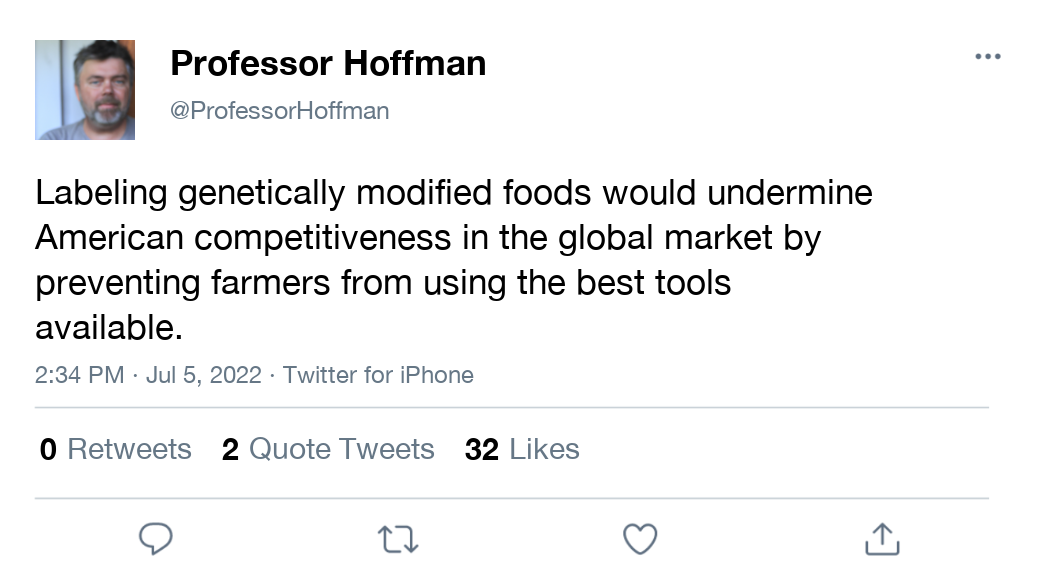 Professor Hoffman
@ProfessorHoffman
Labeling genetically modified foods would undermine
American competitiveness in the global market by
preventing farmers from using the best tools
available.
2:34 PM · Jul 5, 2022 · Twitter for iPhone
0 Retweets 2 Quote Tweets 32 Likes